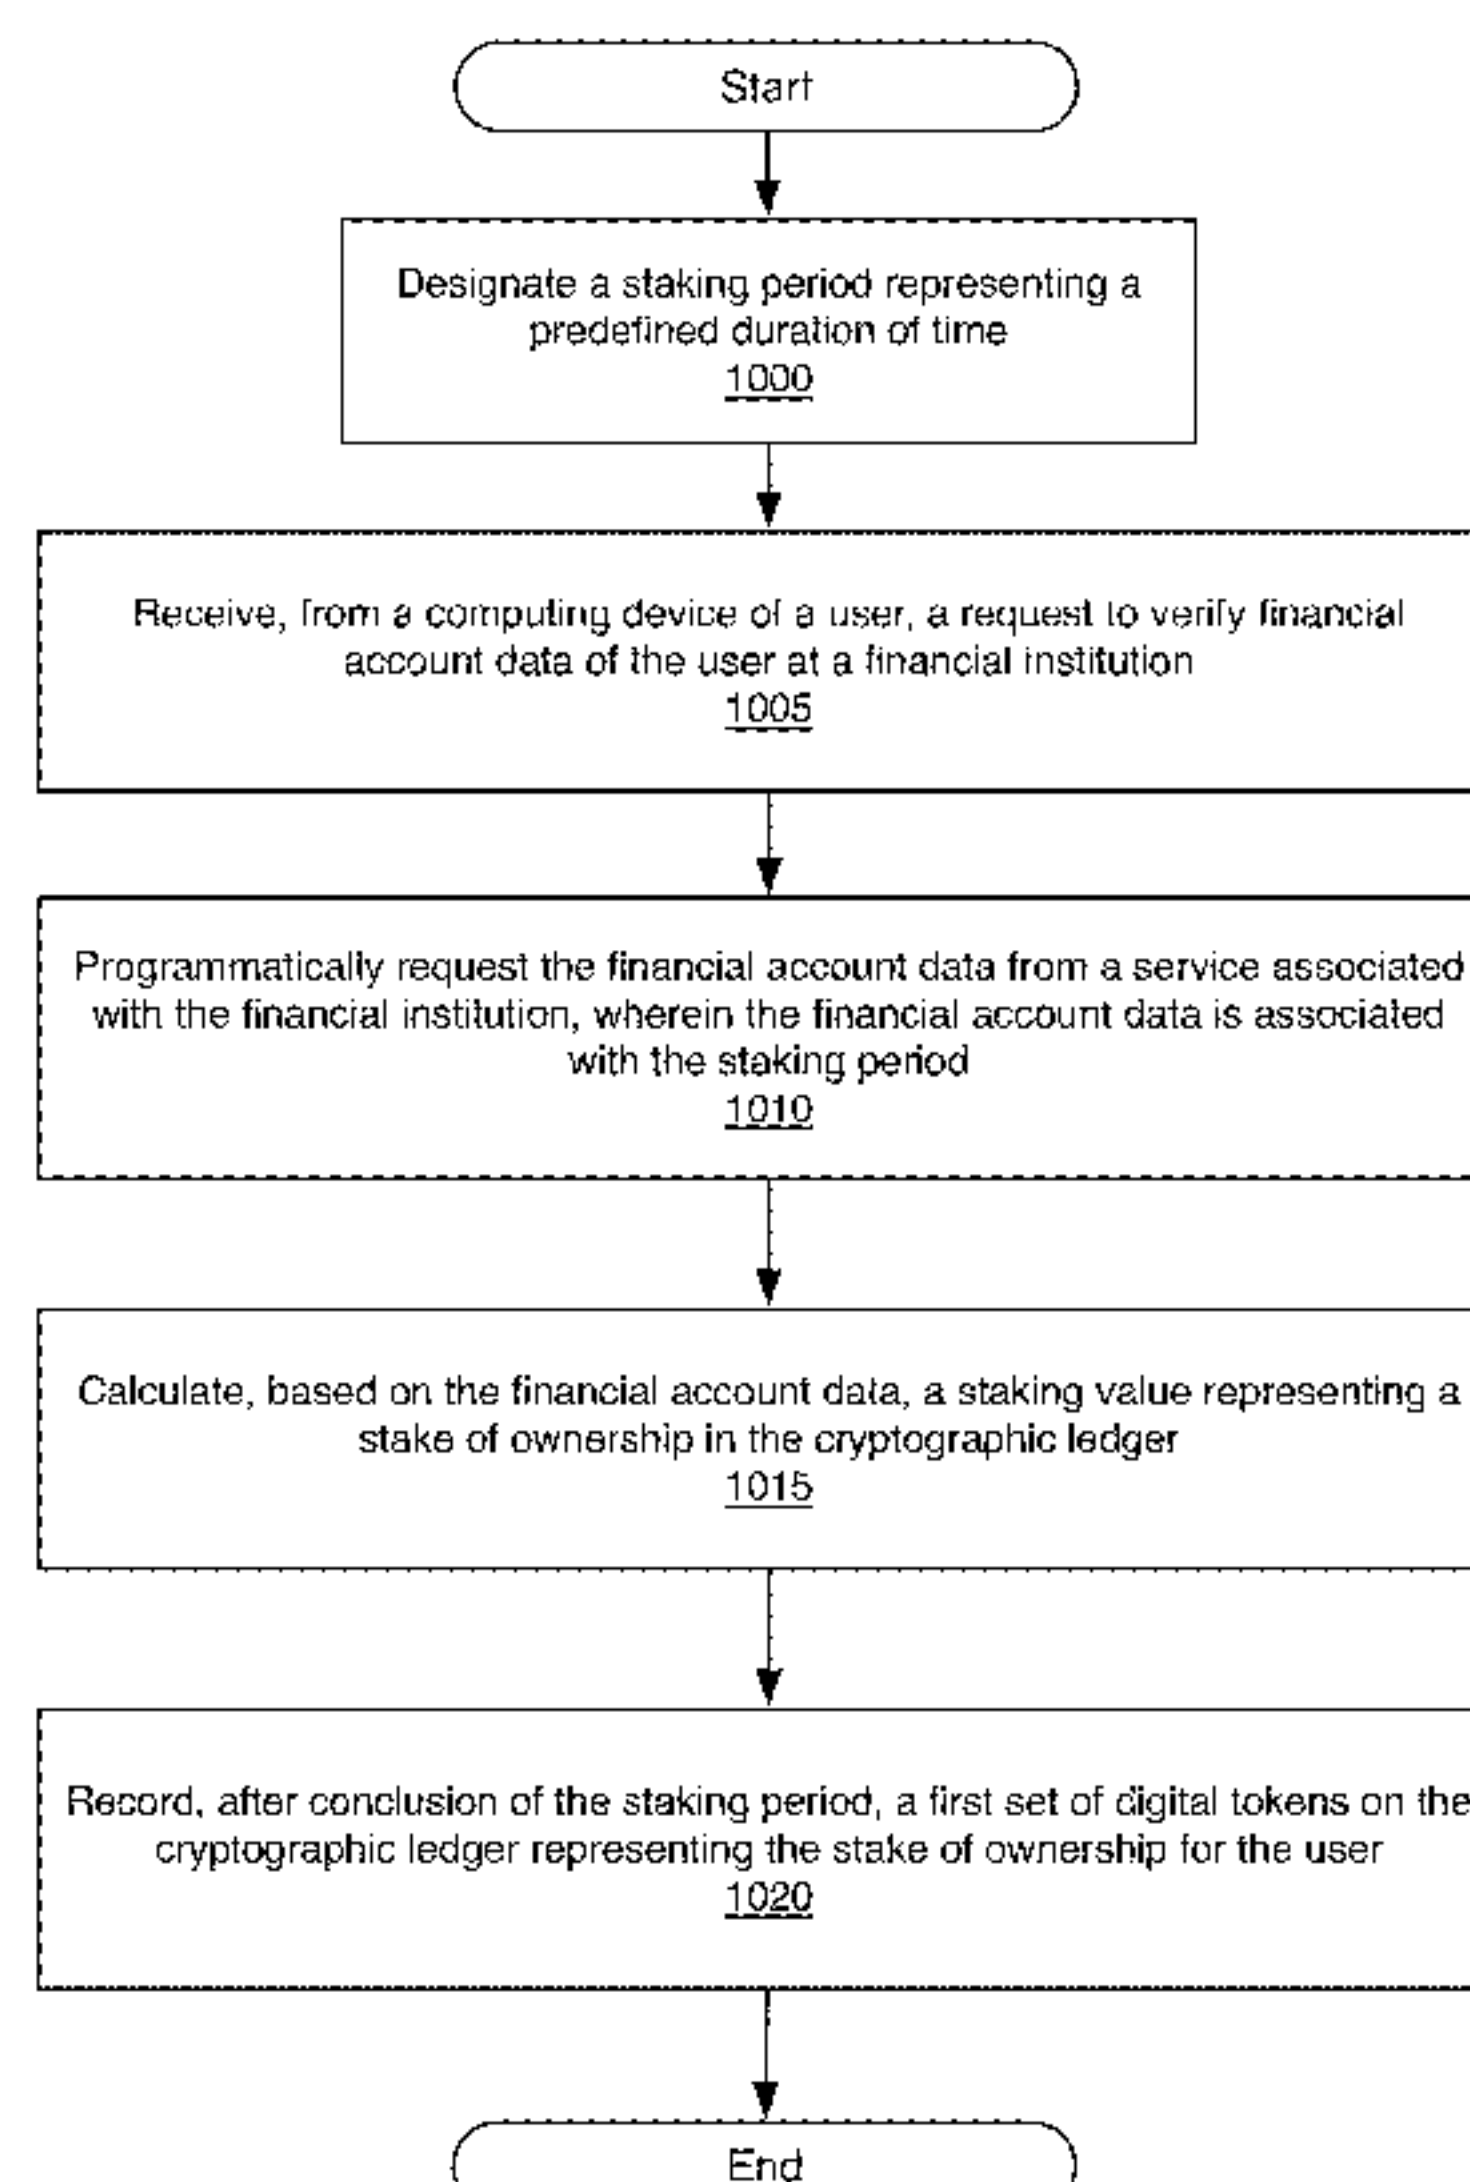 Start
Designate a staking period representing a
predefined duration of time
1000
Receive, from a computing device of a user, a request to verify financial
account data of the user at a financial institution
1005
Programmatically request the financial account data from a service associated
with the financial institution, wherein the financial account data is associated
with the staking period
1010
Calculate, based on the financial account data, a staking value representing a
stake of ownership in the cryptographic ledger
1015
Record, after conclusion of the staking period, a first set of digital tokens on the
cryptographic ledger representing the stake of ownership for the user
1020
End